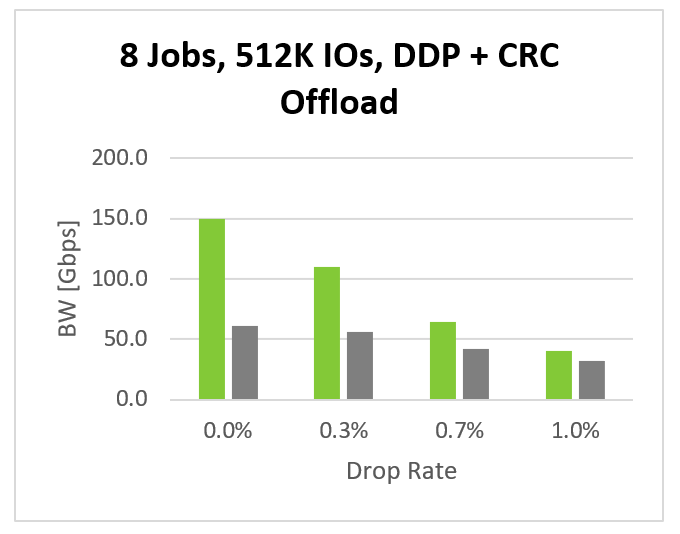 8 Jobs, 512K IOs, DDP + CRC
Offload
200.0
150.0
100.0
50.0
0.0
BW [Gbps]
0.0%
0.3%
0.7%
1.0%
Drop Rate